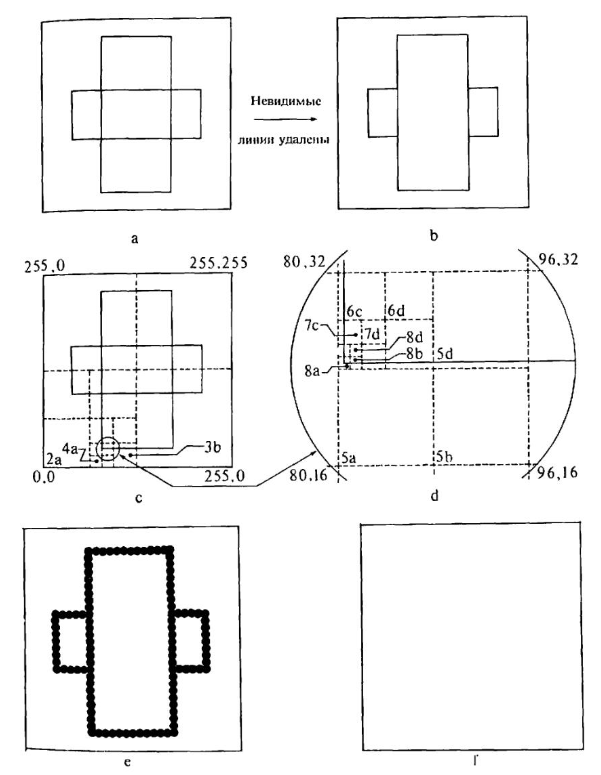 Невидимые
линии удалены
a
b
255,0
255.255
4a
3b
2a
0,0
255.0
c
80,32
96,32
6c
6d
7c
7d
8d
8b
5d
8a
5a
5b
80,16
96,16
d
e
f